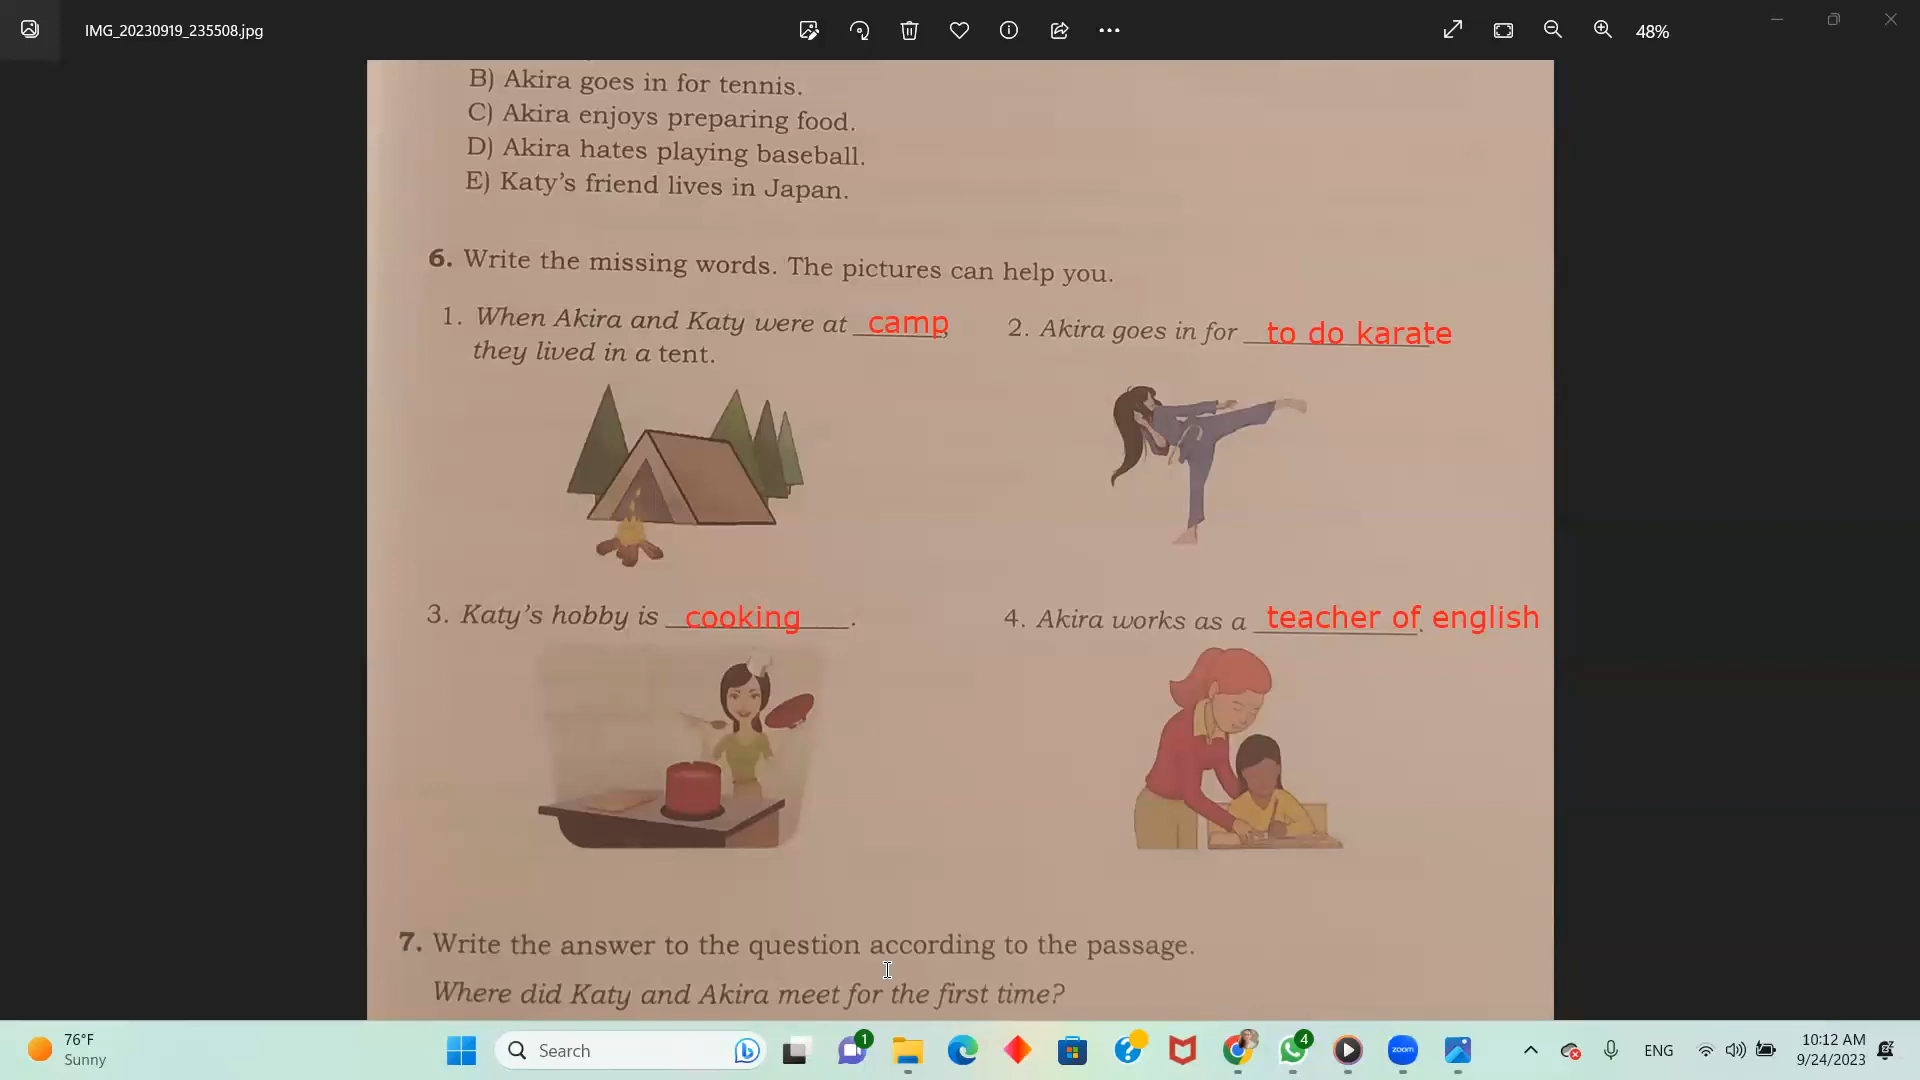 IMG_20230919_235508.jpg
48%
B) Akira goes in for tennis.
C) Akira enjoys preparing food.
D) Akira hates playing baseball.
E) Katy's friend lives in Japan.
6. Write the missing words. The pictures can help you.
1. When Akira and Katy were at camp,
they lived in a tent.
2. Akira goes in for to do karate
3. Katy's hobby is cooking.
4. Akira works as a teacher of english.
7. Write the answer to the question according to the passage.
Where did Katy and Akira meet for the first time?
76°F
Sunny
Search
1
4
zoom
ENG
10:12 AM
9/24/2023